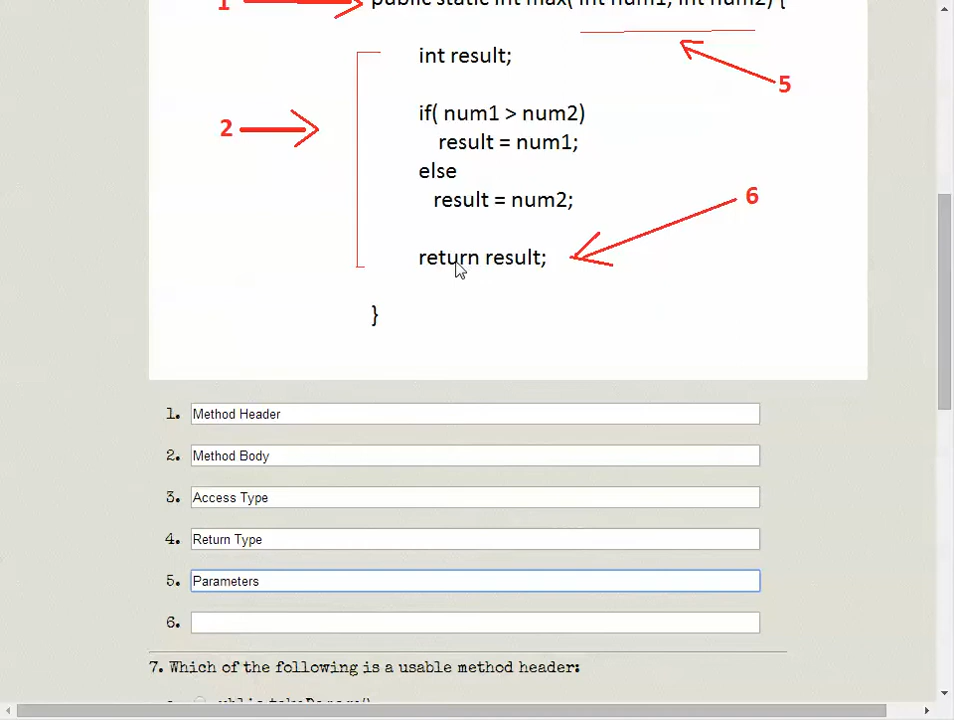 1
public static int max( int num1, int num2) {
int result;
5
if( num1 > num2)
2
result = num1;
else
result = num2;
6
return result;
}
1. Method Header
2. Method Body
3. Access Type
4. Return Type
5. Parameters
6.
7. Which of the following is a usable method header: